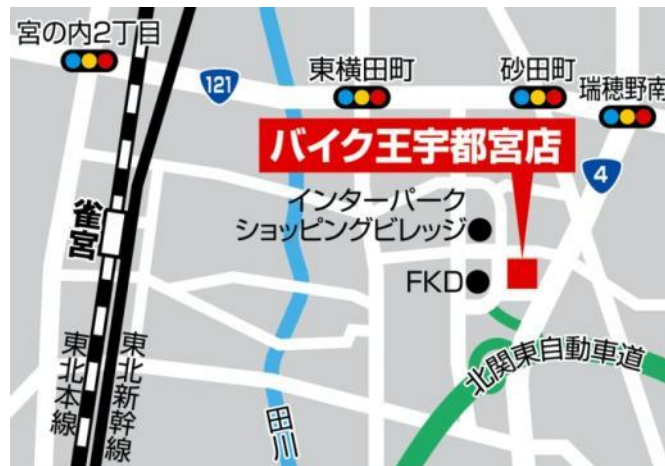 宮の内2丁目
121
東横田町
砂田町
瑞穂野南
バイク王宇都宮店
4
インターパーク
ショッピングビレッジ
雀宮
FKD
北関東自動車道
東北本線
東北新幹線
田川